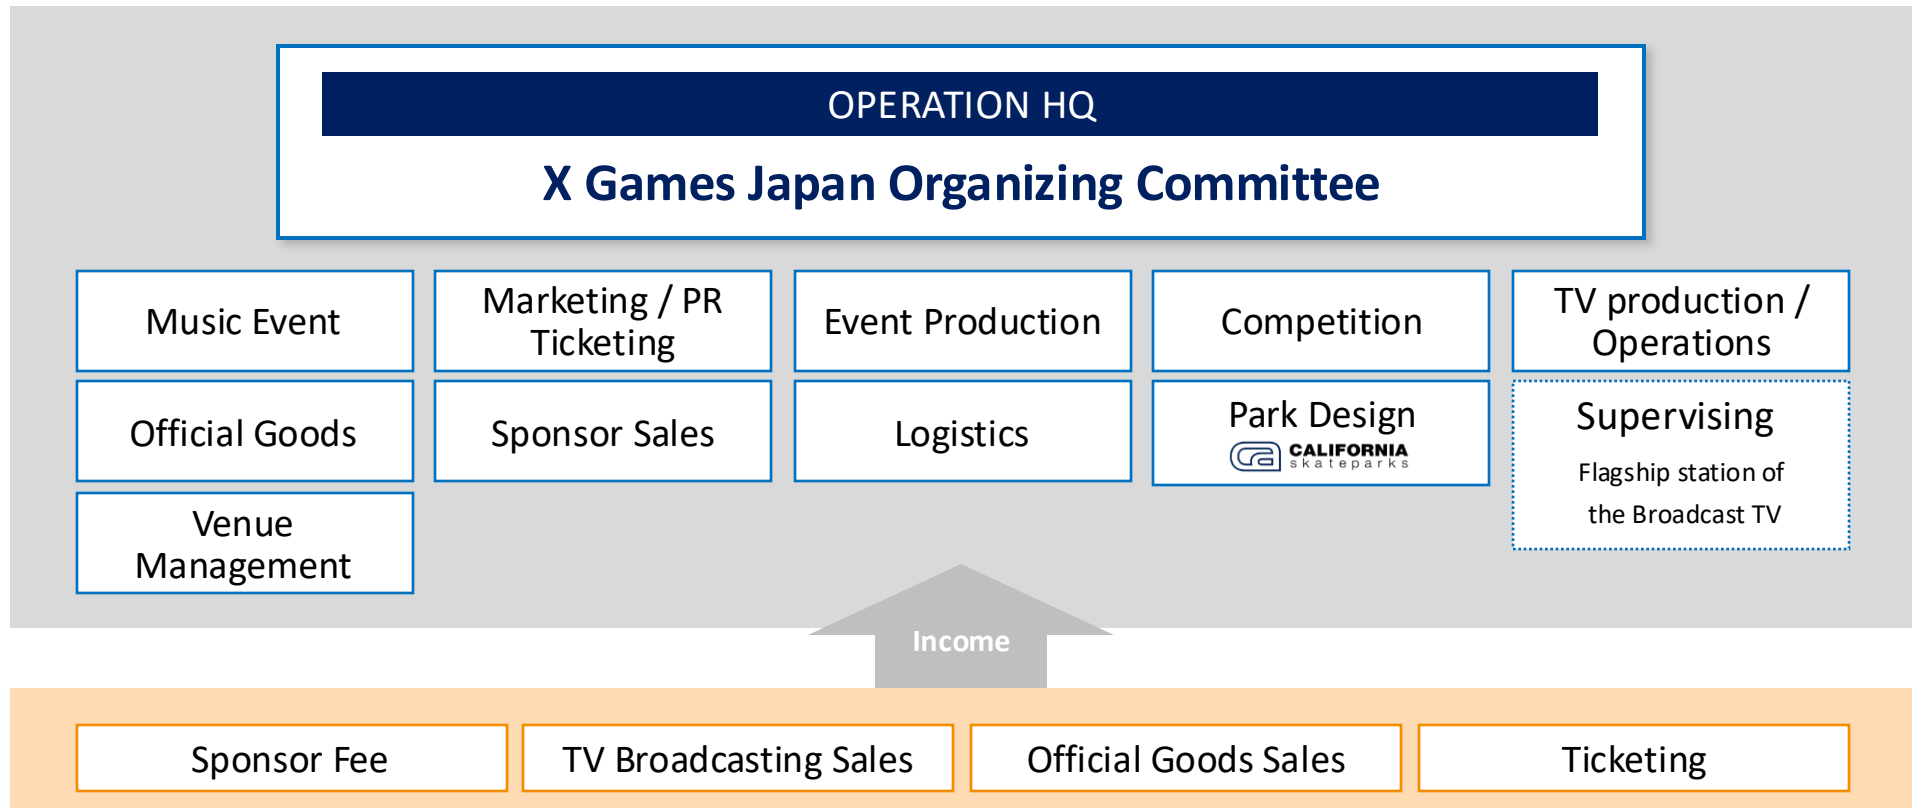 OPERATION HQ
X Games Japan Organizing Committee
Music Event
Marketing / PR
Ticketing
Event Production
Competition
TV production /
Operations
Official Goods
Sponsor Sales
Logistics
Park Design
CALIFORNIA
skateparks
Supervising
Flagship station of
the Broadcast TV
Venue
Management
Income
Sponsor Fee
TV Broadcasting Sales
Official Goods Sales
Ticketing